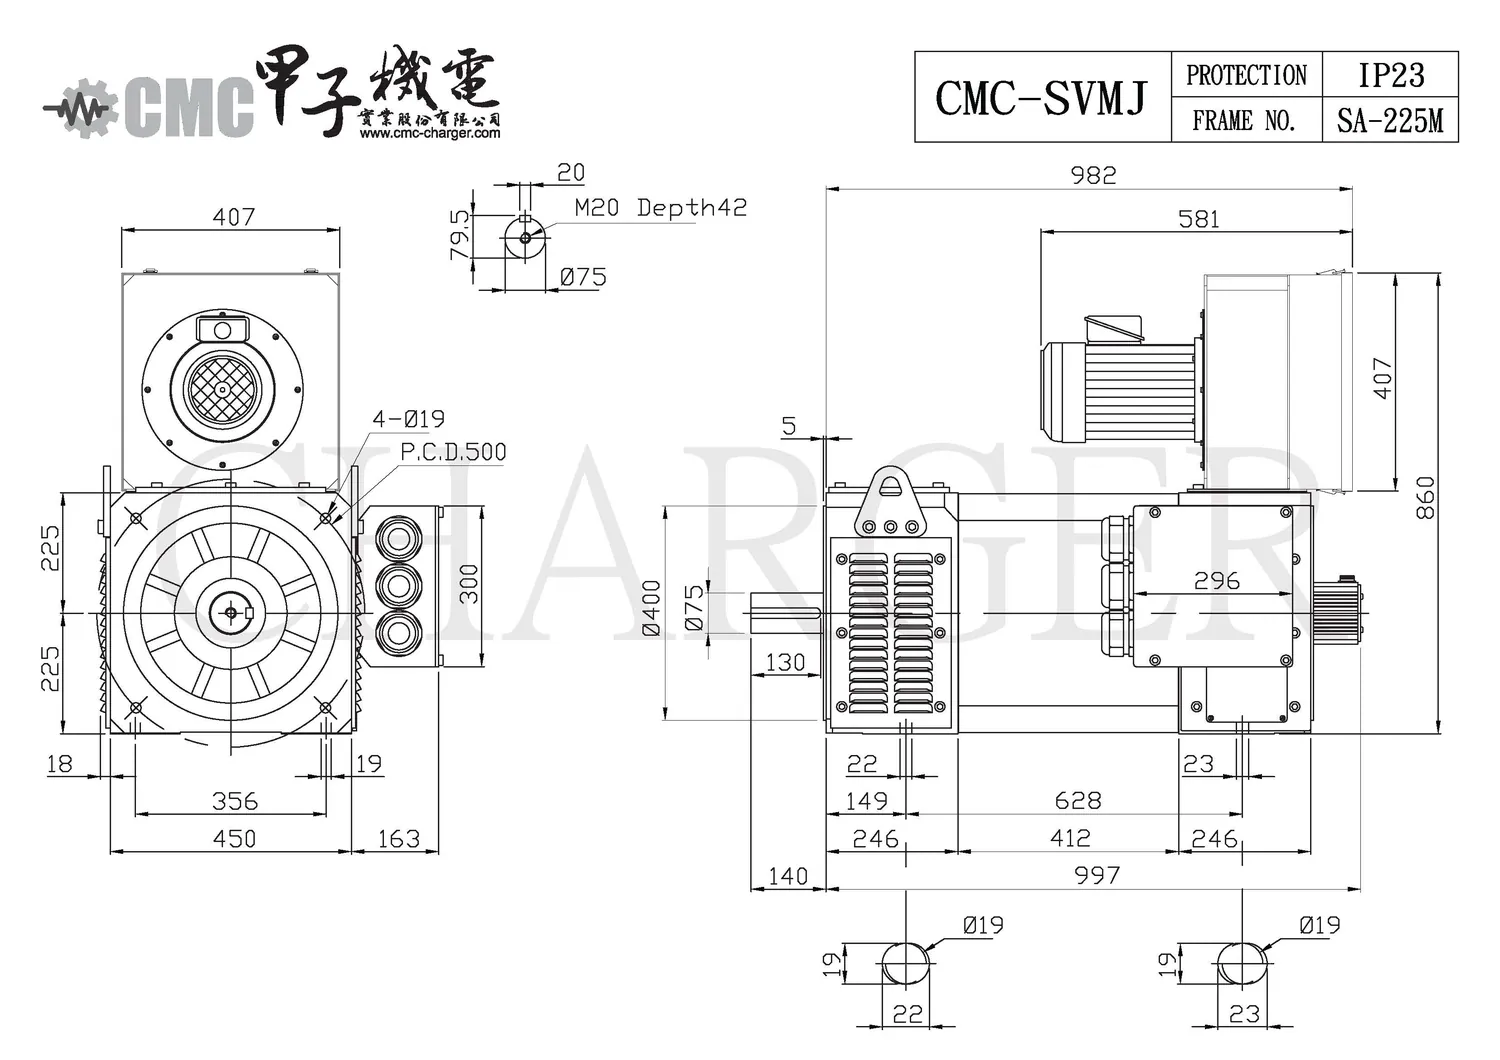 CMC 甲子機電
實業股份有限公司
www.cmc-charger.com
CMC-SVMJ
PROTECTION
IP23
FRAME NO.
SA-225M
20
M20 Depth42
79.5
Ø75
407
4-Ø19
P.C.D.500
225
225
300
18
19
356
450
163
982
581
5
407
860
Ø400
Ø75
296
130
22
23
149
628
246
412
246
140
997
Ø19
19
22
Ø19
19
23
CHARGER